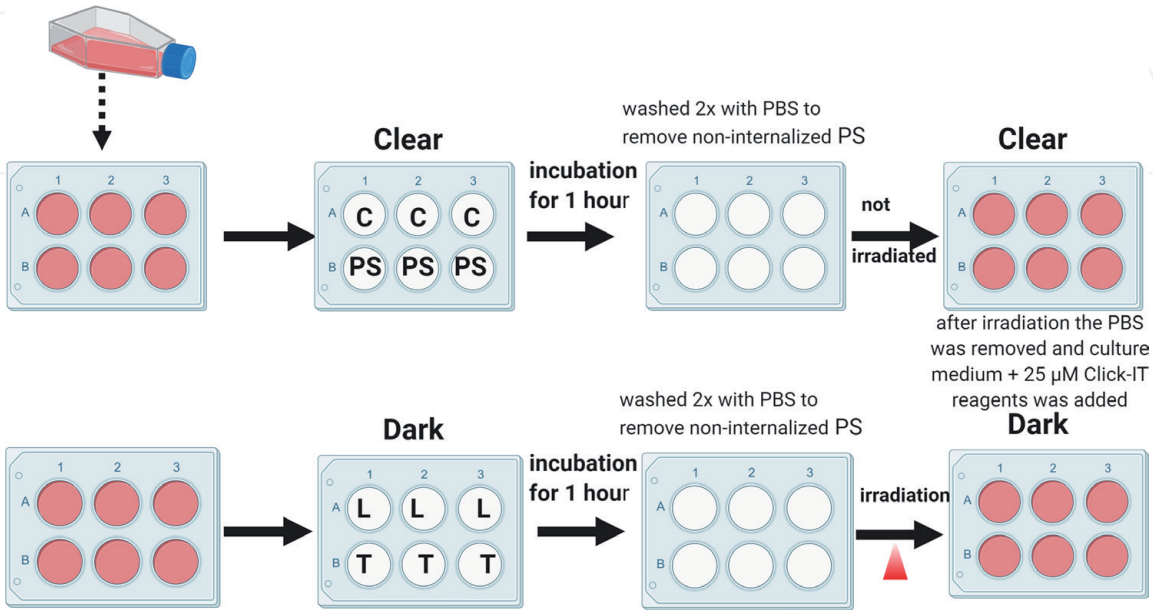 washed 2x with PBS to
remove non-internalized PS
Clear
Clear
incubation
for 1 hour
not
irradiated
1 2 3
A
B
1 2 3
A C C C
B PS PS PS
1 2 3
A
B
1 2 3
A
B
after irradiation the PBS
was removed and culture
medium + 25 µM Click-IT
reagents was added
washed 2x with PBS to
remove non-internalized PS
Dark
Dark
incubation
for 1 hour
irradiation
1 2 3
A
B
1 2 3
A L L L
B T T T
1 2 3
A
B
1 2 3
A
B